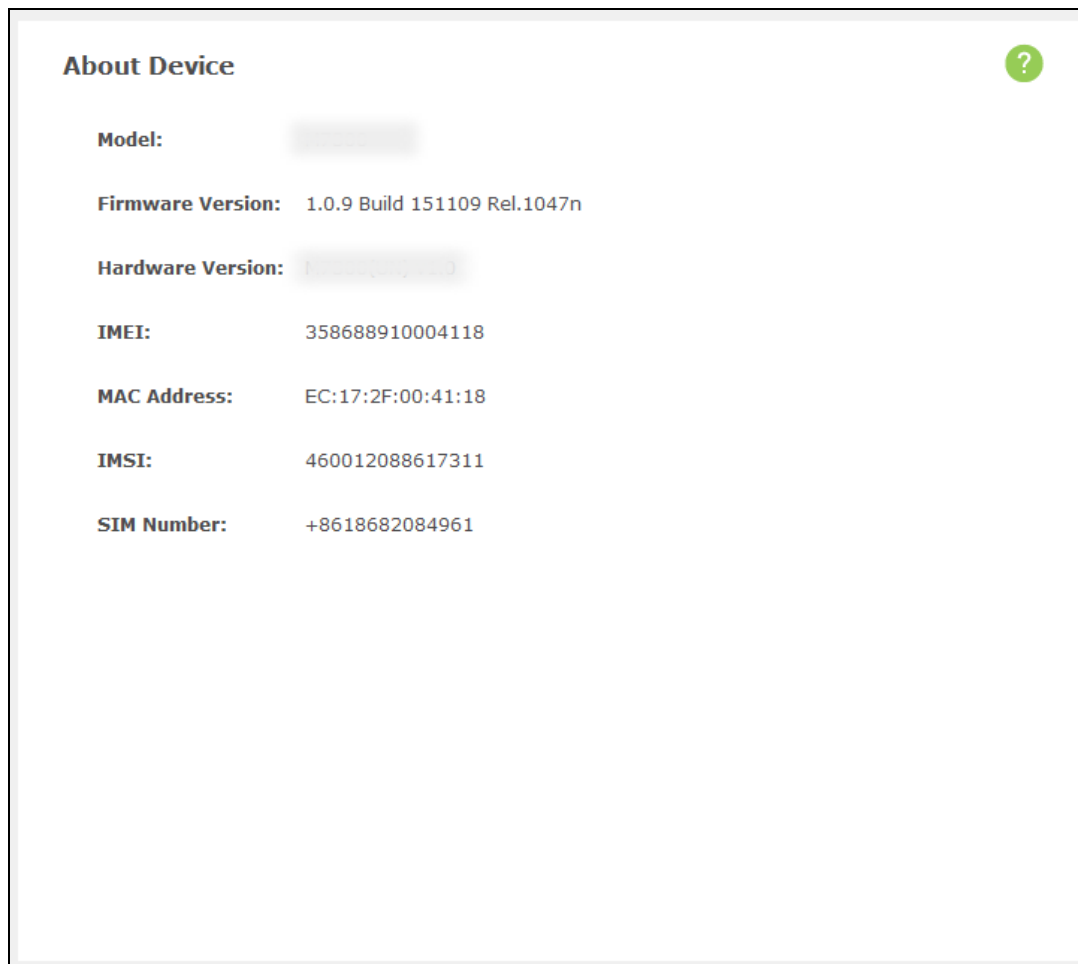 About Device
?
Model:
Firmware Version: 1.0.9 Build 151109 Rel.1047n
Hardware Version:
IMEI: 358688910004118
MAC Address: EC:17:2F:00:41:18
IMSI: 460012088617311
SIM Number: +8618682084961